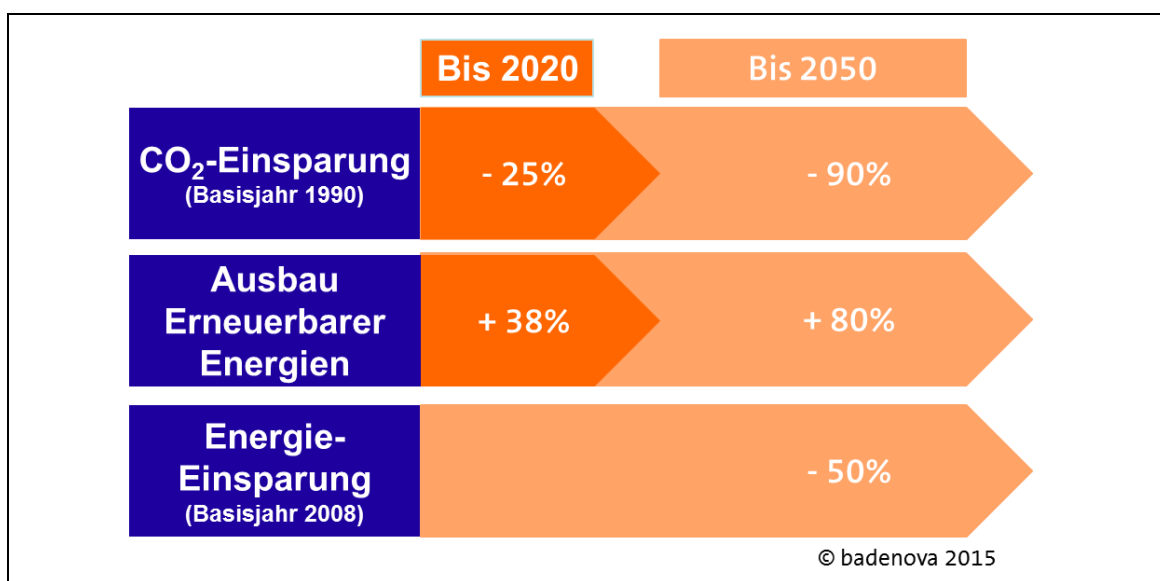 Bis 2020
Bis 2050
CO₂-Einsparung
(Basisjahr 1990)
- 25%
- 90%
Ausbau
Erneuerbarer
Energien
+ 38%
+ 80%
Energie-
Einsparung
(Basisjahr 2008)
- 50%
© badenova 2015